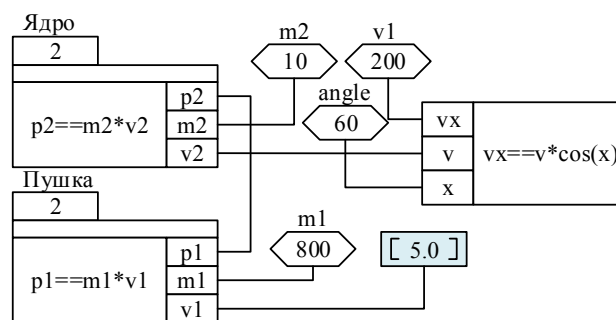 Ядро
2
p2==m2*v2
p2
m2
v2
m2
10
v1
200
angle
60
vx
v
x
vx==v*cos(x)
Пушка
2
p1==m1*v1
p1
m1
v1
m1
800
[ 5.0 ]